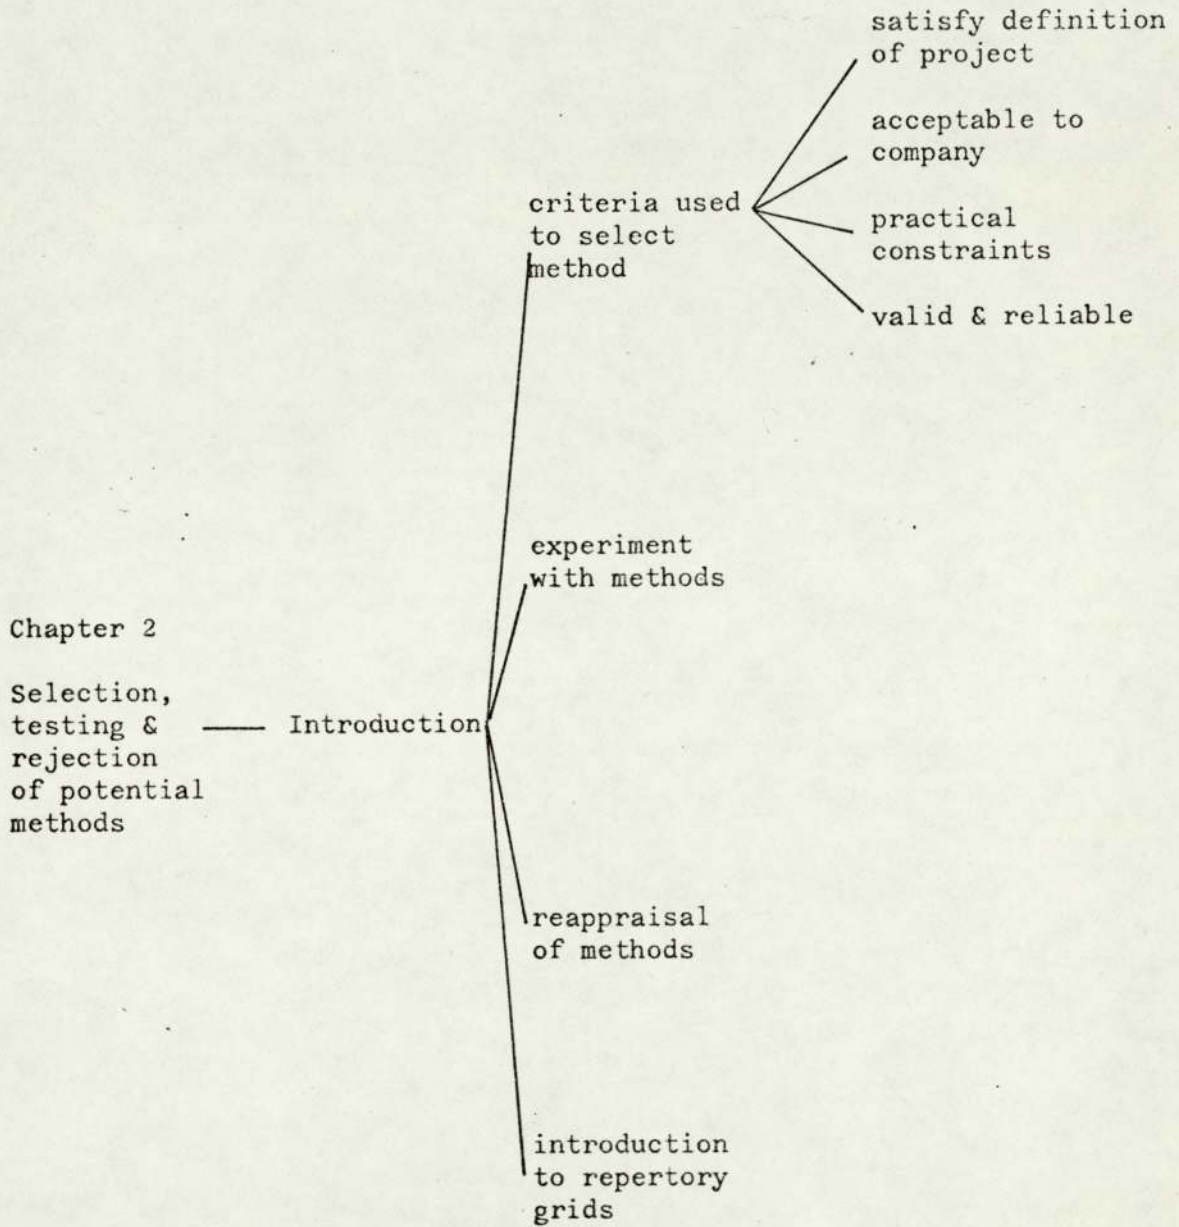 Chapter 2
Selection,
testing &
rejection
of potential
methods
Introduction
criteria used
to select
method
satisfy definition
of project
acceptable to
company
practical
constraints
valid & reliable
experiment
with methods
reappraisal
of methods
introduction
to repertory
grids